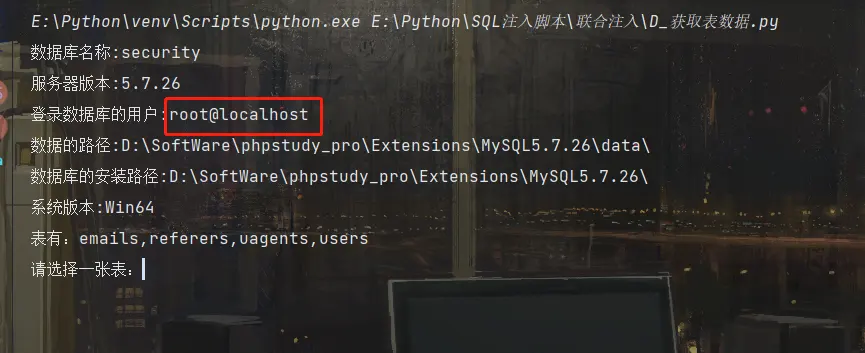 E:\Python\venv\Scripts\python.exe E:\Python\SQL注入脚本\联合注入\D_获取表数据.py
数据库名称:security
服务器版本:5.7.26
登录数据库的用户:root@localhost
数据的路径:D:\SoftWare\phpstudy_pro\Extensions\MySQL5.7.26\data\
数据库的安装路径:D:\SoftWare\phpstudy_pro\Extensions\MySQL5.7.26\
系统版本:Win64
表有：emails,referers,uagents,users
请选择一张表：